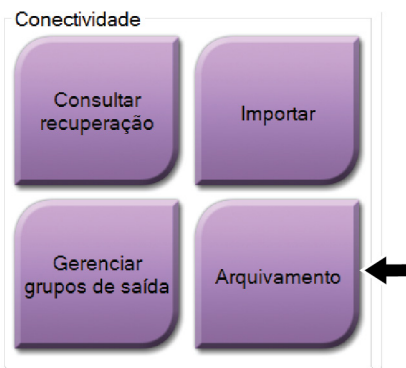 Conectividade
Consultar
recuperação
Importar
Gerenciar
grupos de saída
Arquivamento